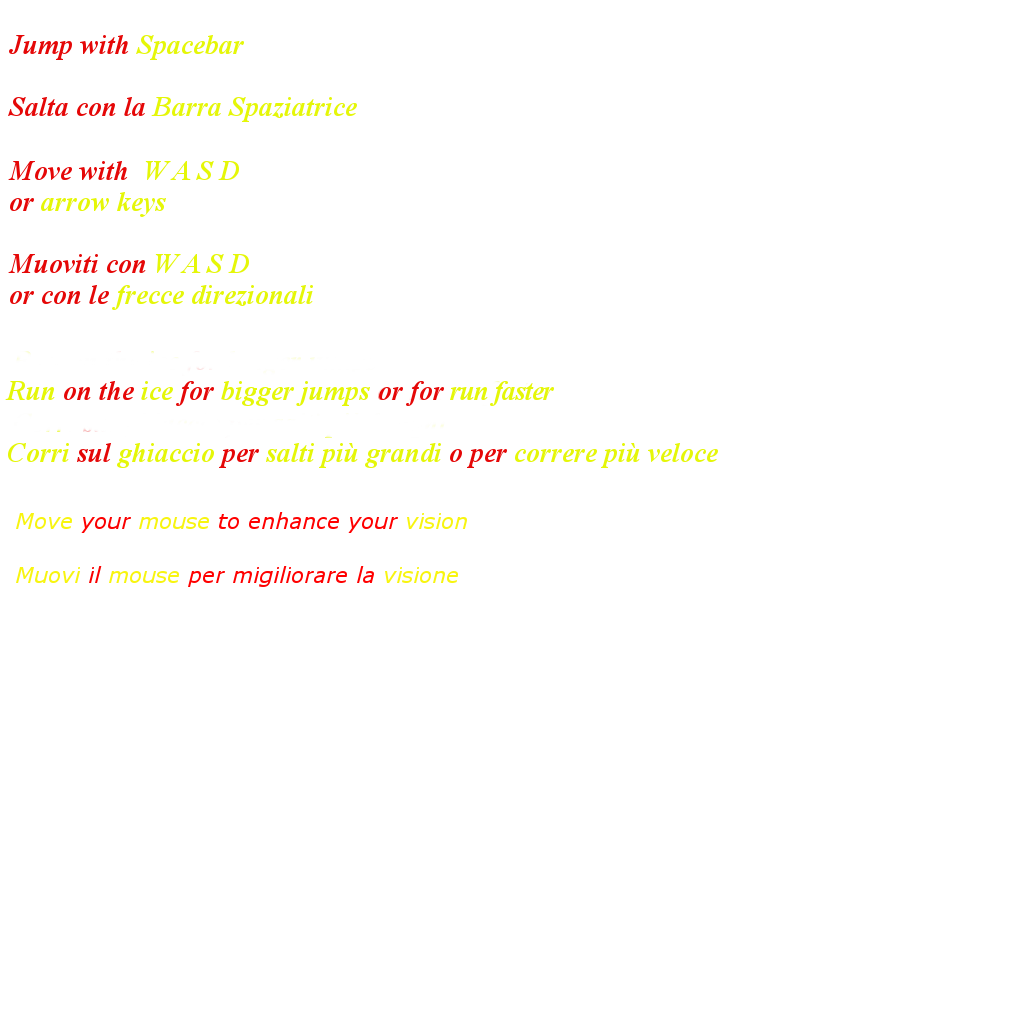 Jump with Spacebar
Salta con la Barra Spaziatrice
Move with W A S D
or arrow keys
Muoviti con W A S D
or con le frecce direzionali
Run on the ice for bigger jumps or for run faster
Corri sul ghiaccio per salti più grandi o per correre più veloce
Move your mouse to enhance your vision
Muovi il mouse per migiliorare la visione